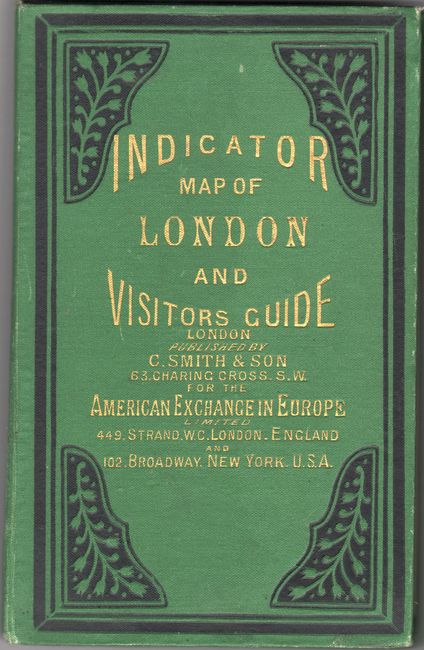 INDICATOR
MAP OF
LONDON
AND
VISITORS GUIDE
LONDON
PUBLISHED BY
C. SMITH & SON
63. CHARING CROSS. S.W.
FOR THE
AMERICAN EXCHANGE IN EUROPE
LIMITED
449. STRAND, W.C. LONDON. ENGLAND
AND
102. BROADWAY. NEW YORK. U.S.A.